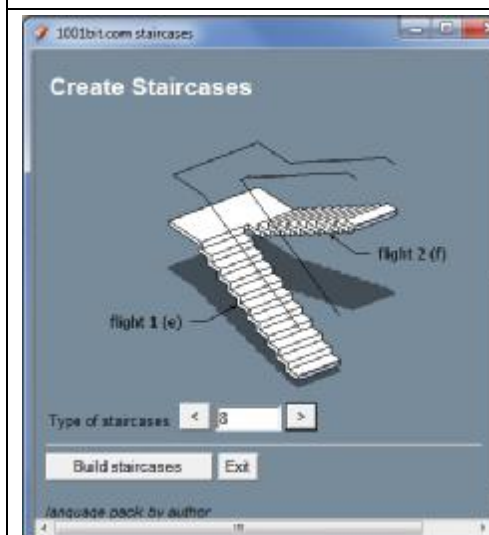 1001bit.com staircases
Create Staircases
flight 2 (f)
flight 1 (e)
Type of staircases < 8 >
Build staircases Exit
language pack by author